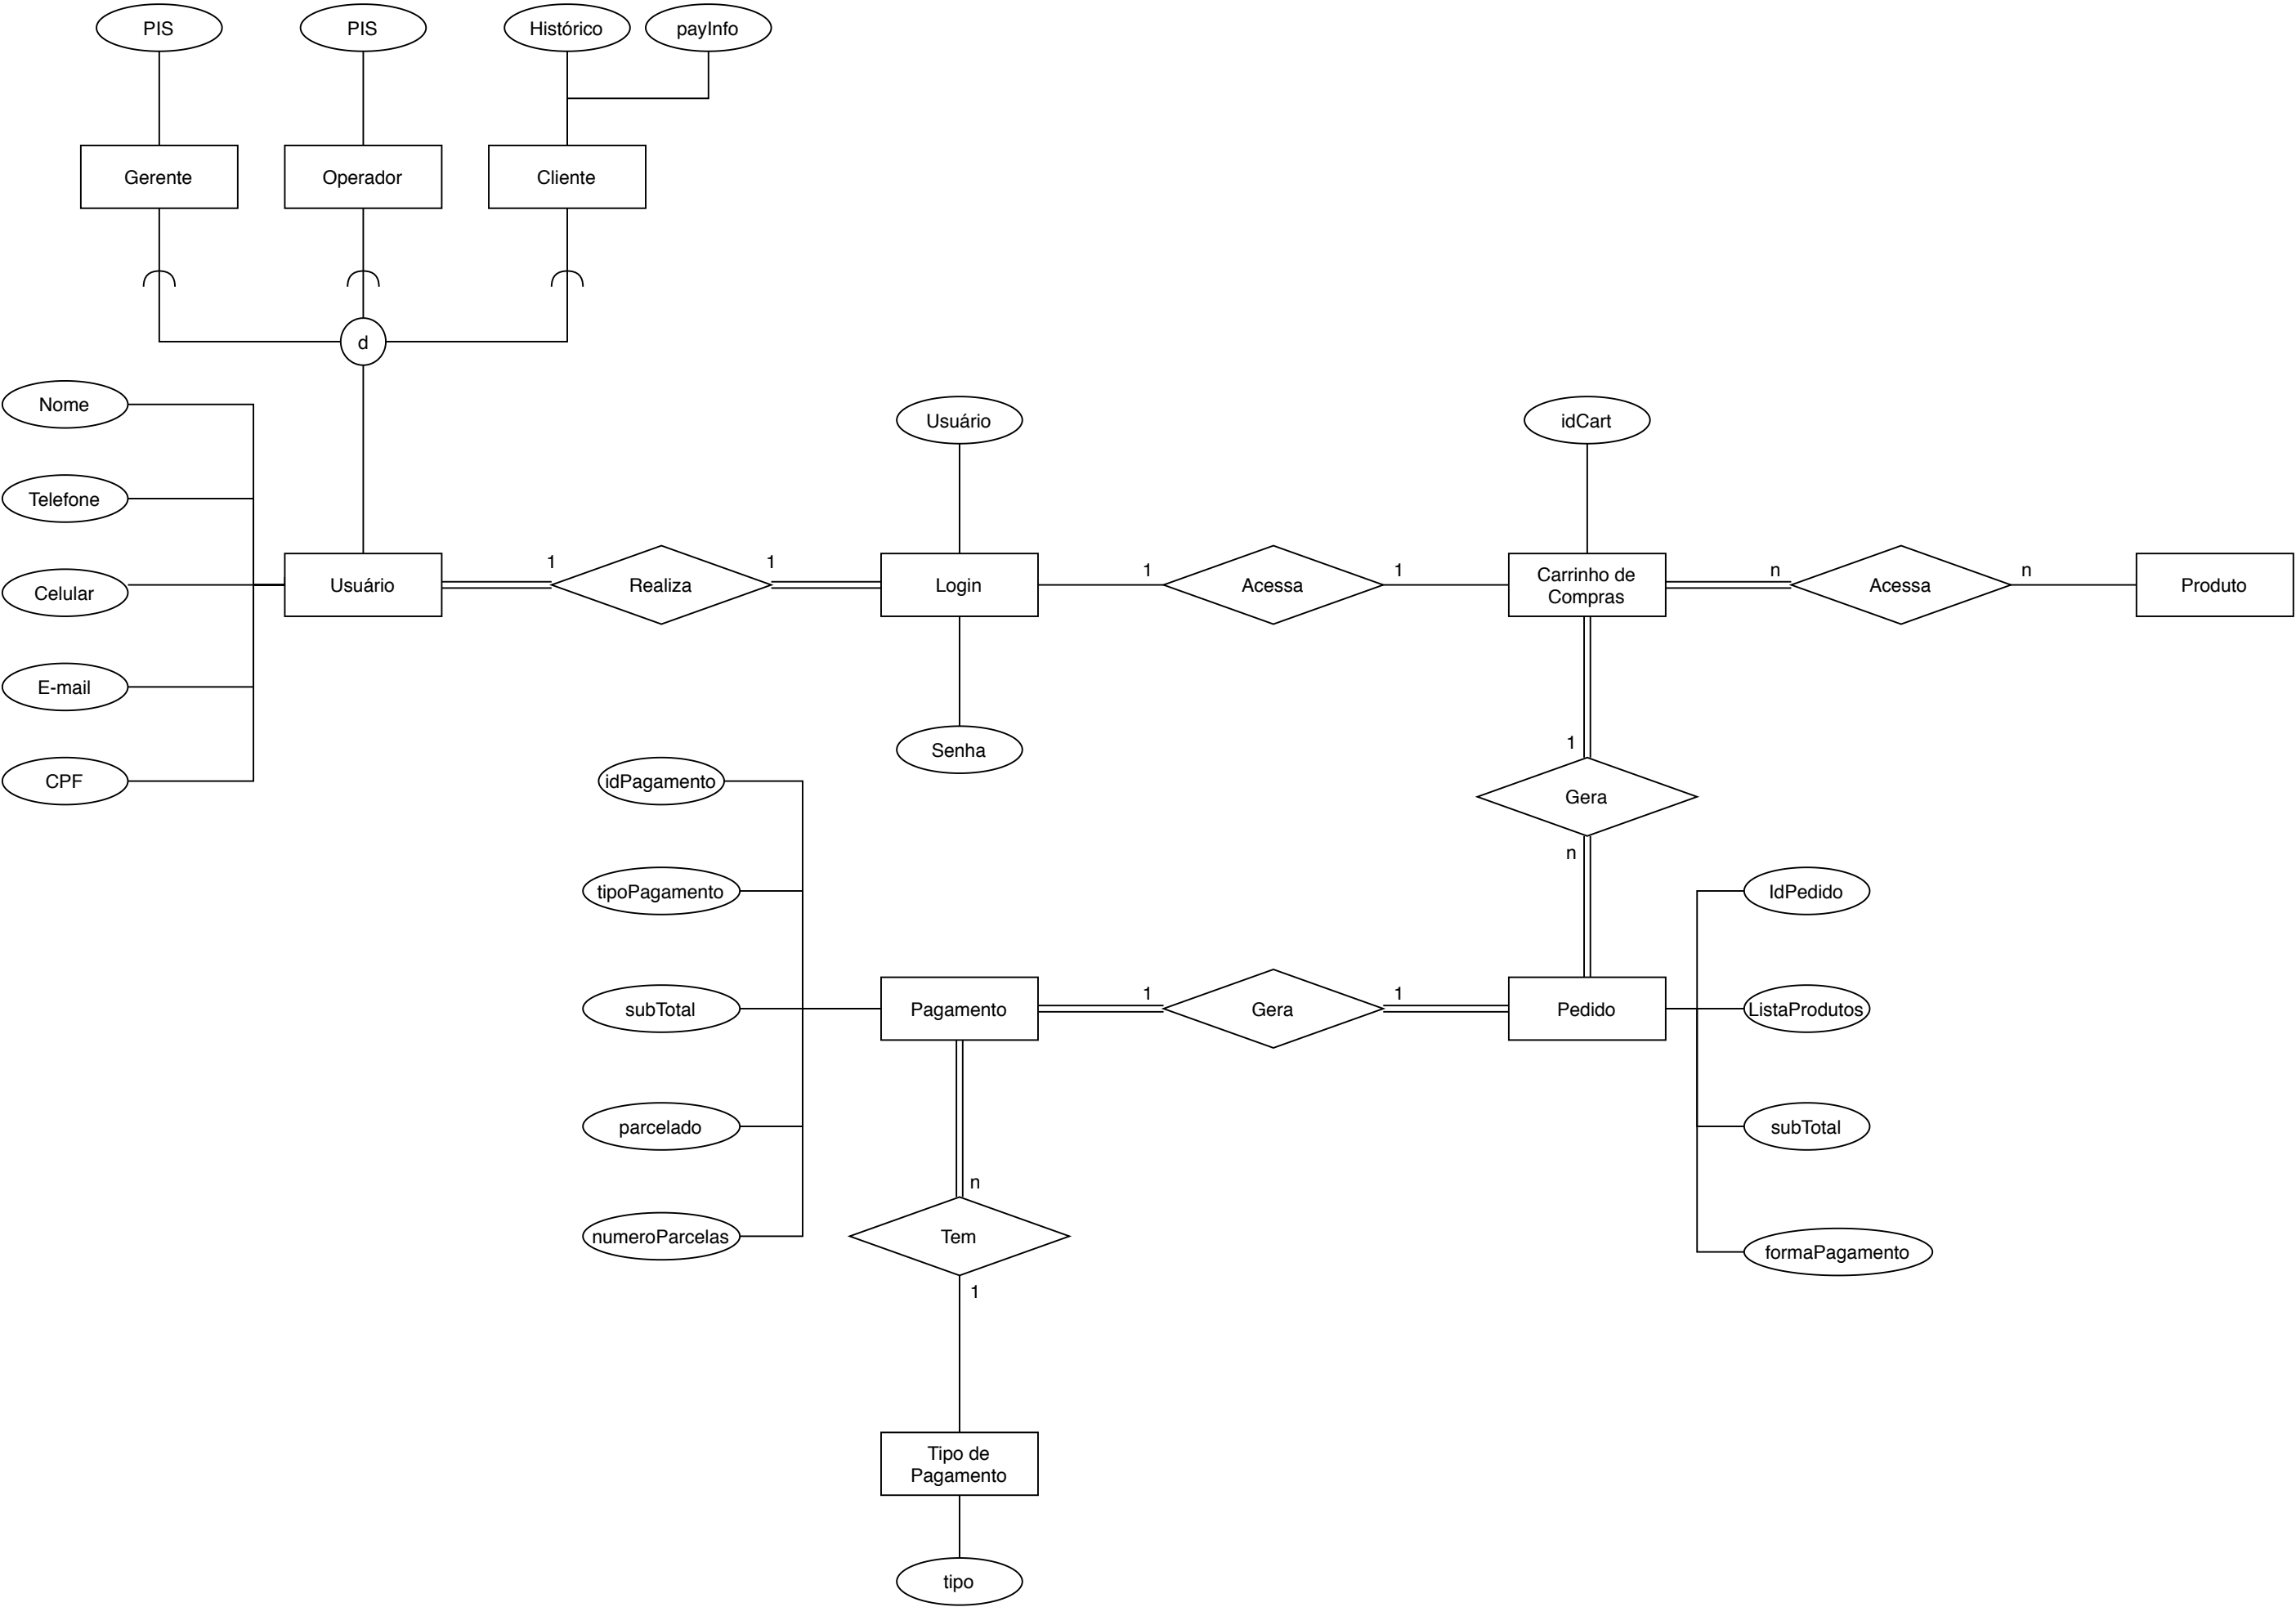 PIS
PIS
Histórico
payInfo
Gerente
Operador
Cliente
d
Nome
Telefone
Celular
E-mail
CPF
Usuário
1
Realiza
1
Usuário
Login
Senha
1
Acessa
1
idCart
Carrinho de
Compras
n
Acessa
n
Produto
1
Gera
n
idPagamento
tipoPagamento
subTotal
parcelado
numeroParcelas
Pagamento
1
Gera
1
Pedido
IdPedido
ListaProdutos
subTotal
formaPagamento
n
Tem
1
Tipo de
Pagamento
tipo